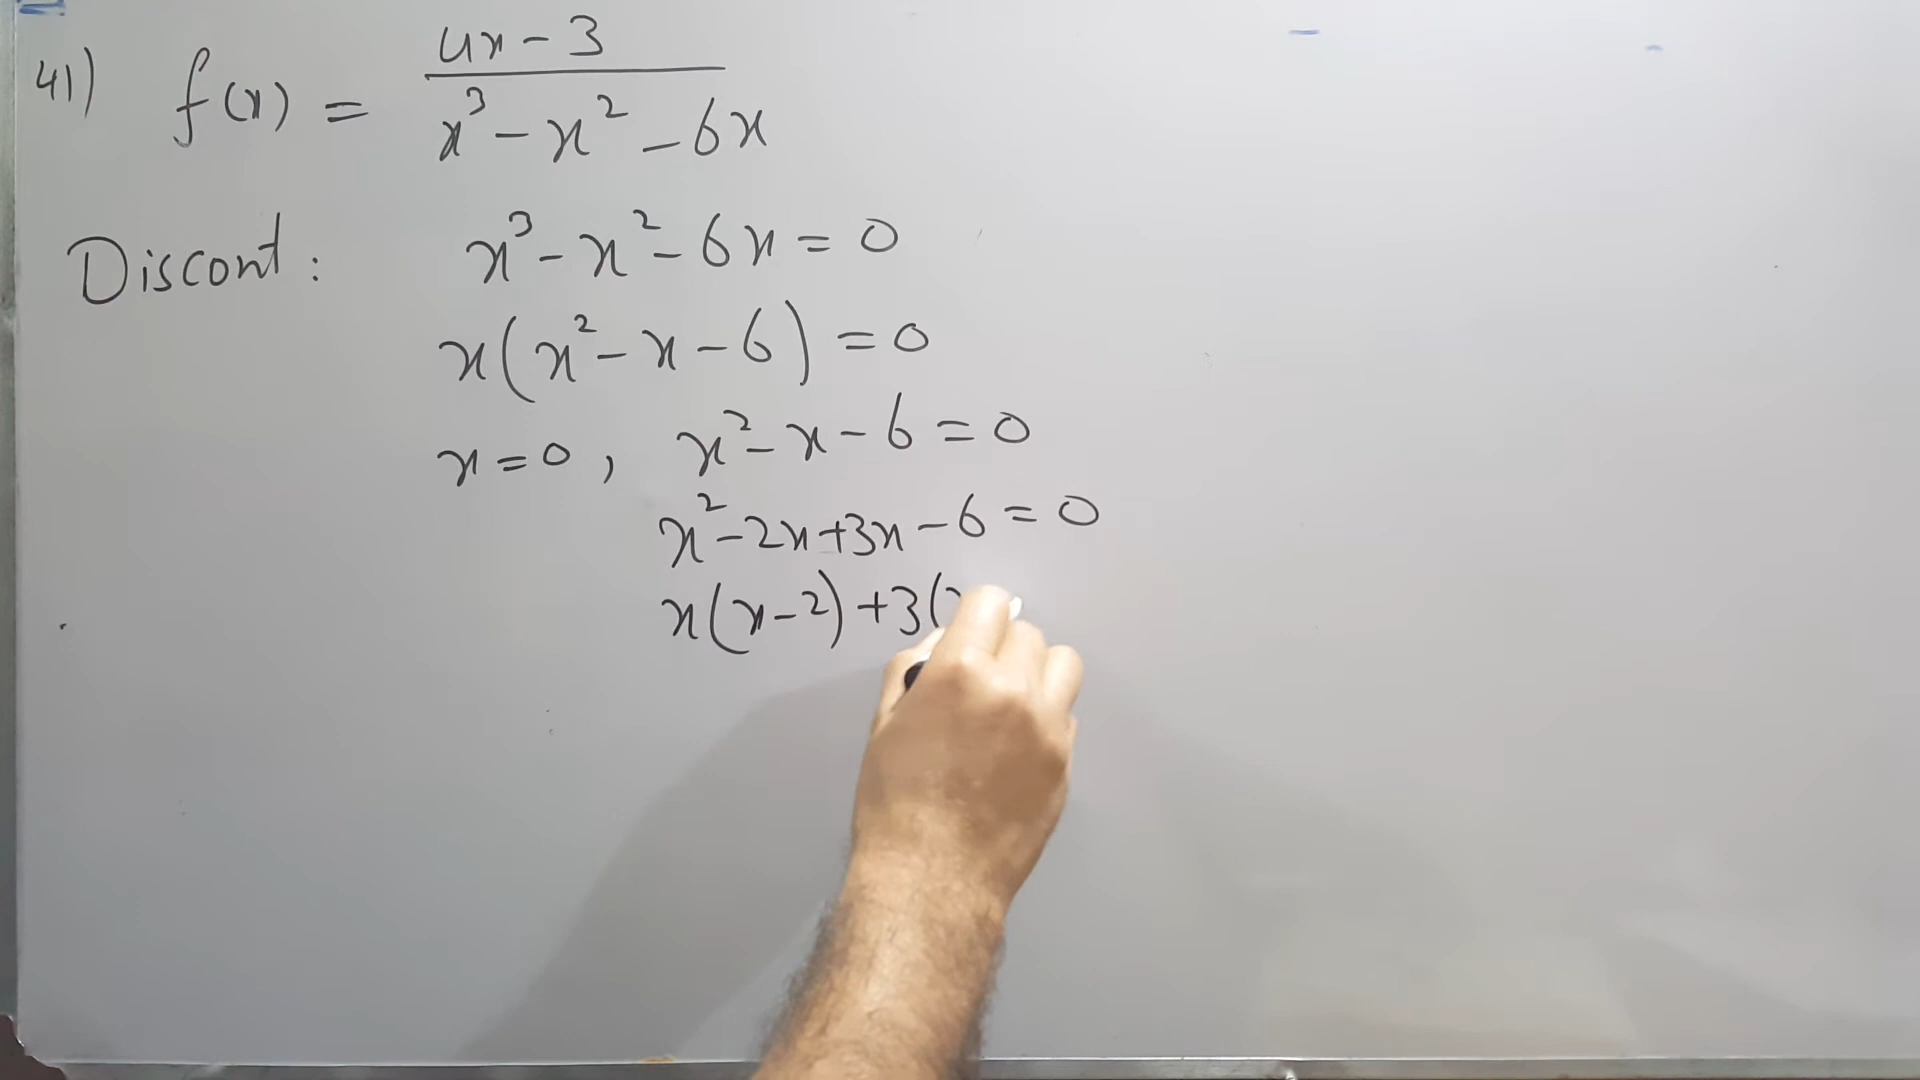 41) f(x) = 4x - 3 / x³ - x² - 6x
Discont : x³ - x² - 6x = 0
x(x² - x - 6) = 0
x = 0 , x² - x - 6 = 0
x² - 2x + 3x - 6 = 0
x(x - 2) + 3(